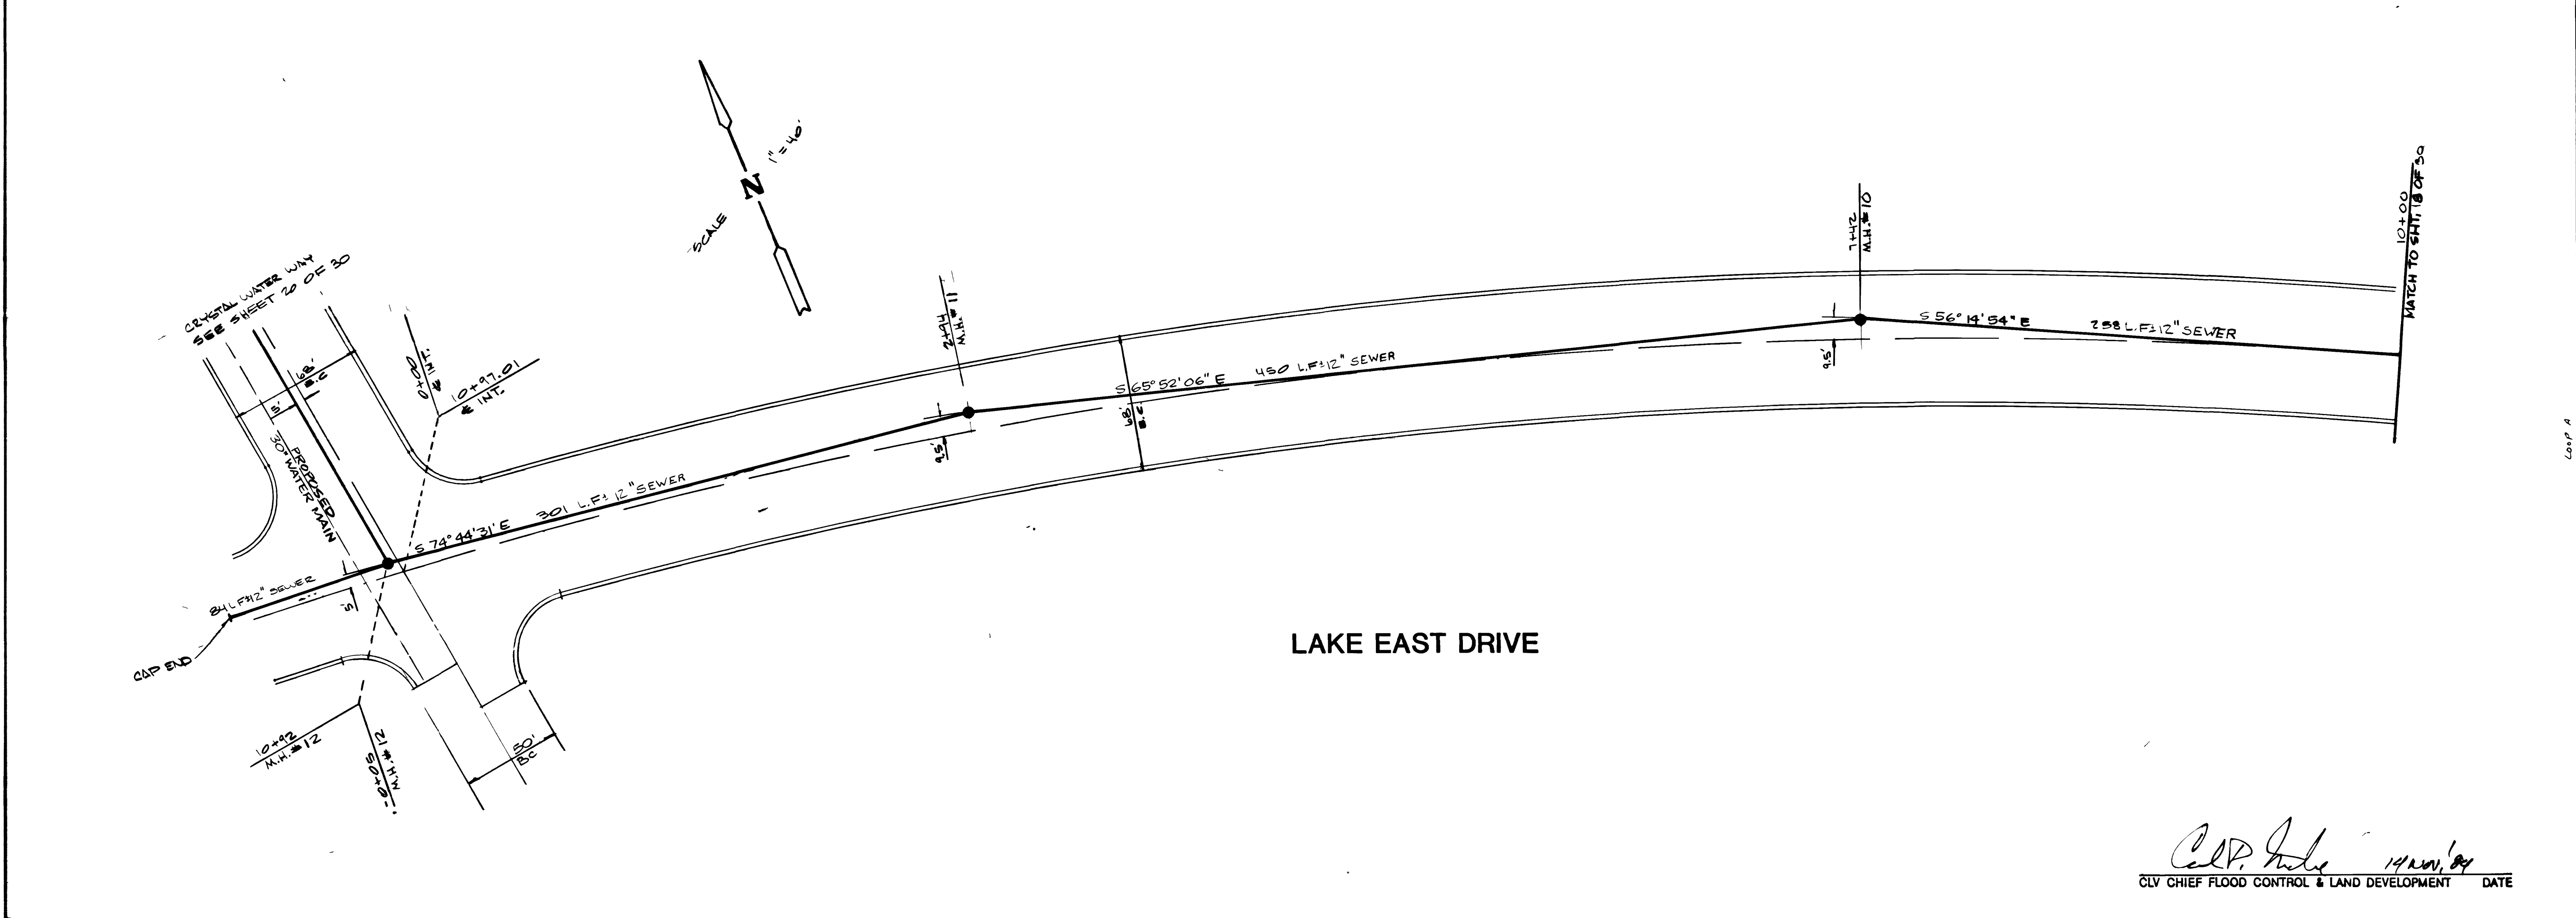 SCALE 1" = 40'
N
CRYSTAL WATER WAY
SEE SHEET 20 OF 30
68'
B.C
5'
PROPOSED
30" WATER MAIN
0+00
℄ INT.
10+97.01
℄ INT.
2+94
M.H.#11
9.5'
7+42
M.H.#10
9.5'
10+00
MATCH TO SHT. 18 OF 30
84 L.F± 12" SEWER
CAP END
5'
S 74° 44' 31" E 301 L.F± 12" SEWER
S 65° 52' 06" E 450 L.F± 12" SEWER
68'
B.C
S 56° 14' 54" E 258 L.F± 12" SEWER
10+92
M.H.#12
-0+05
M.H.#12
50'
BC
LAKE EAST DRIVE
LOOP A
14 NOV, '84
CLV CHIEF FLOOD CONTROL & LAND DEVELOPMENT DATE